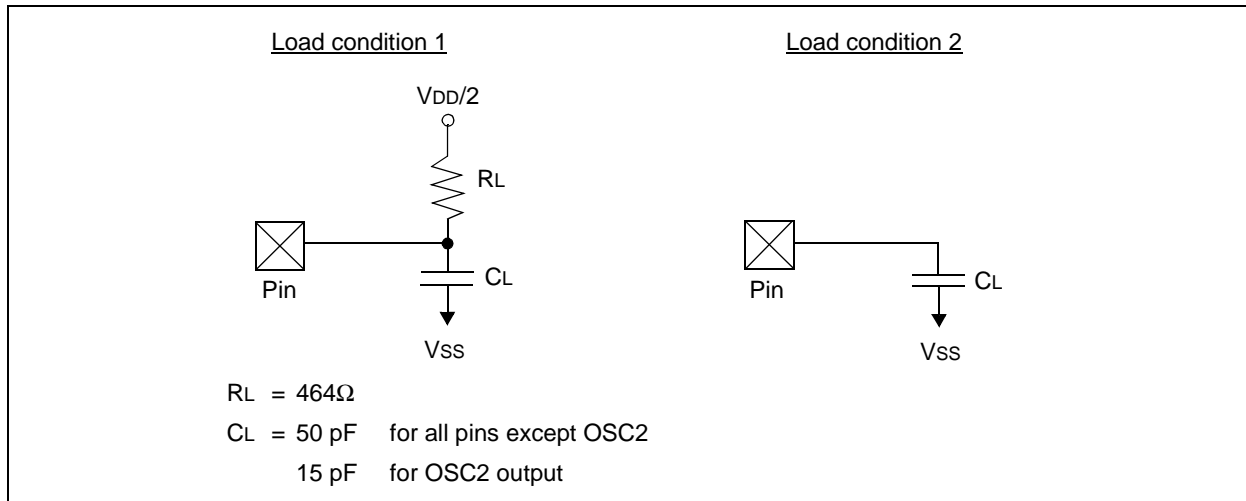 Load condition 1
VDD/2
RL
Pin
CL
VSS
Load condition 2
Pin
CL
VSS
RL = 464Ω
CL = 50 pF for all pins except OSC2
15 pF for OSC2 output